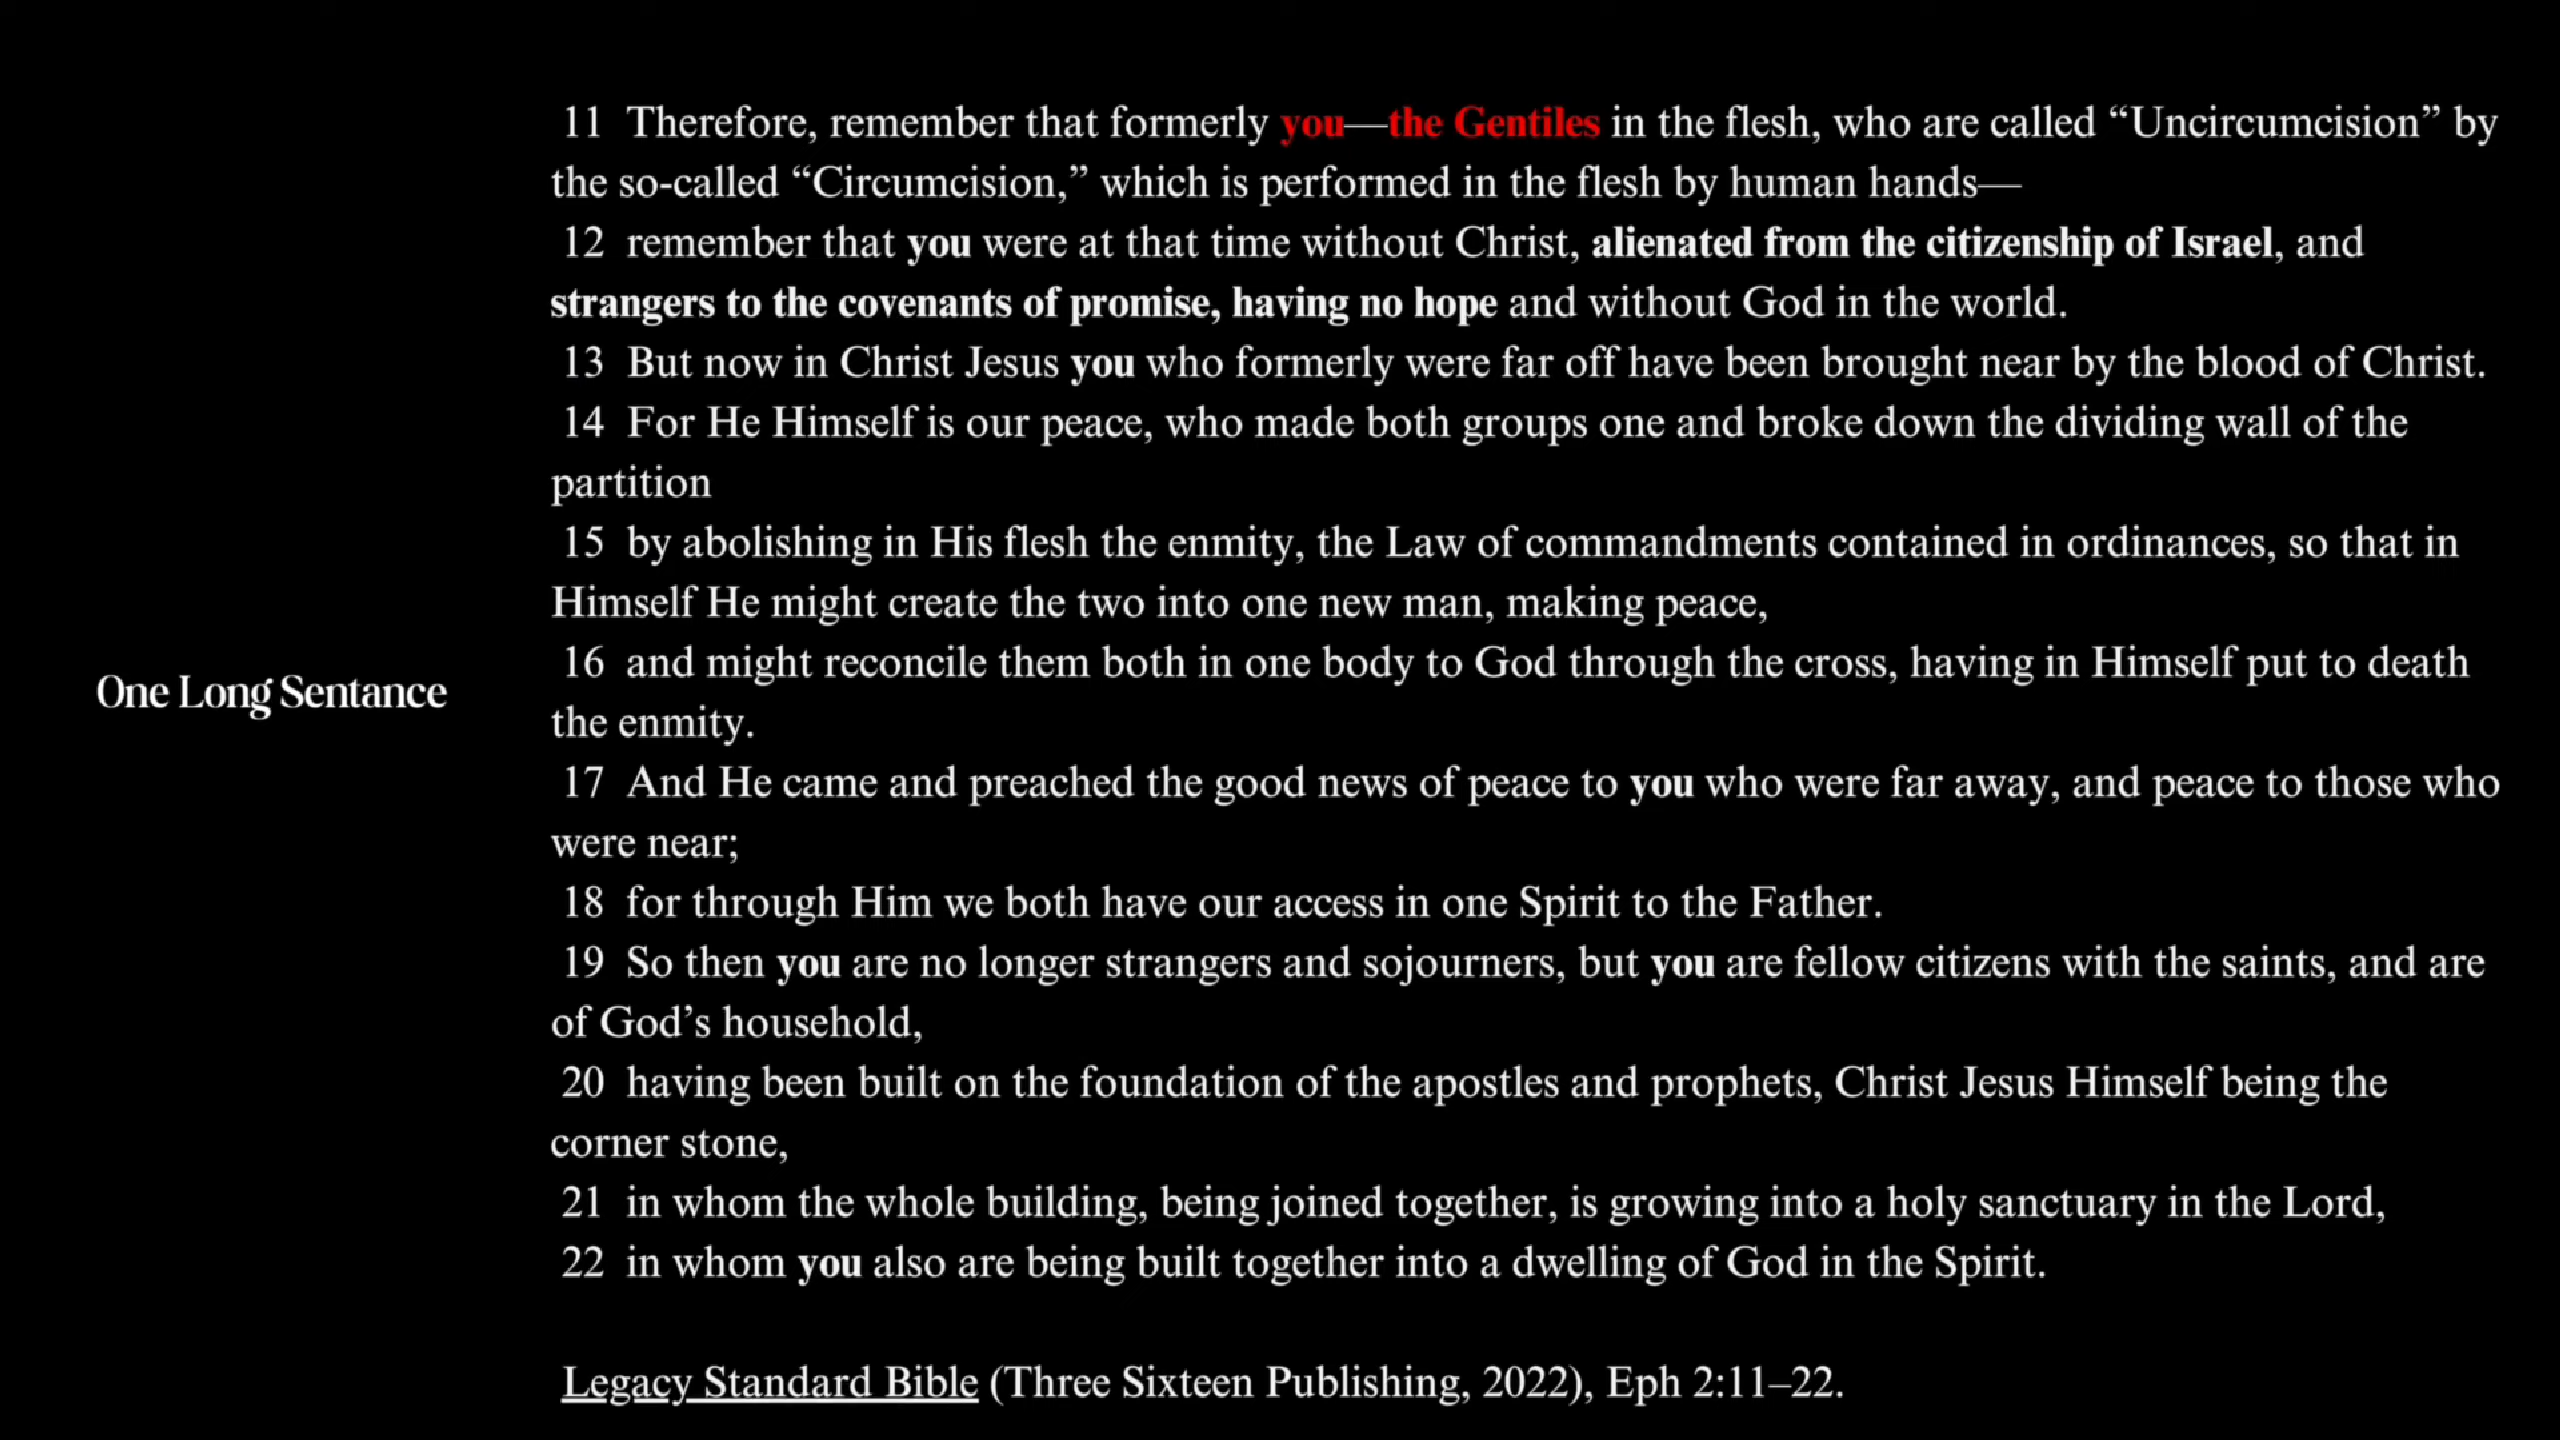 11 Therefore, remember that formerly you—the Gentiles in the flesh, who are called “Uncircumcision” by
the so-called “Circumcision,” which is performed in the flesh by human hands—
12 remember that you were at that time without Christ, alienated from the citizenship of Israel, and
strangers to the covenants of promise, having no hope and without God in the world.
13 But now in Christ Jesus you who formerly were far off have been brought near by the blood of Christ.
14 For He Himself is our peace, who made both groups one and broke down the dividing wall of the
partition
15 by abolishing in His flesh the enmity, the Law of commandments contained in ordinances, so that in
Himself He might create the two into one new man, making peace,
16 and might reconcile them both in one body to God through the cross, having in Himself put to death
the enmity.
One Long Sentance
17 And He came and preached the good news of peace to you who were far away, and peace to those who
were near;
18 for through Him we both have our access in one Spirit to the Father.
19 So then you are no longer strangers and sojourners, but you are fellow citizens with the saints, and are
of God’s household,
20 having been built on the foundation of the apostles and prophets, Christ Jesus Himself being the
corner stone,
21 in whom the whole building, being joined together, is growing into a holy sanctuary in the Lord,
22 in whom you also are being built together into a dwelling of God in the Spirit.
Legacy Standard Bible (Three Sixteen Publishing, 2022), Eph 2:11–22.